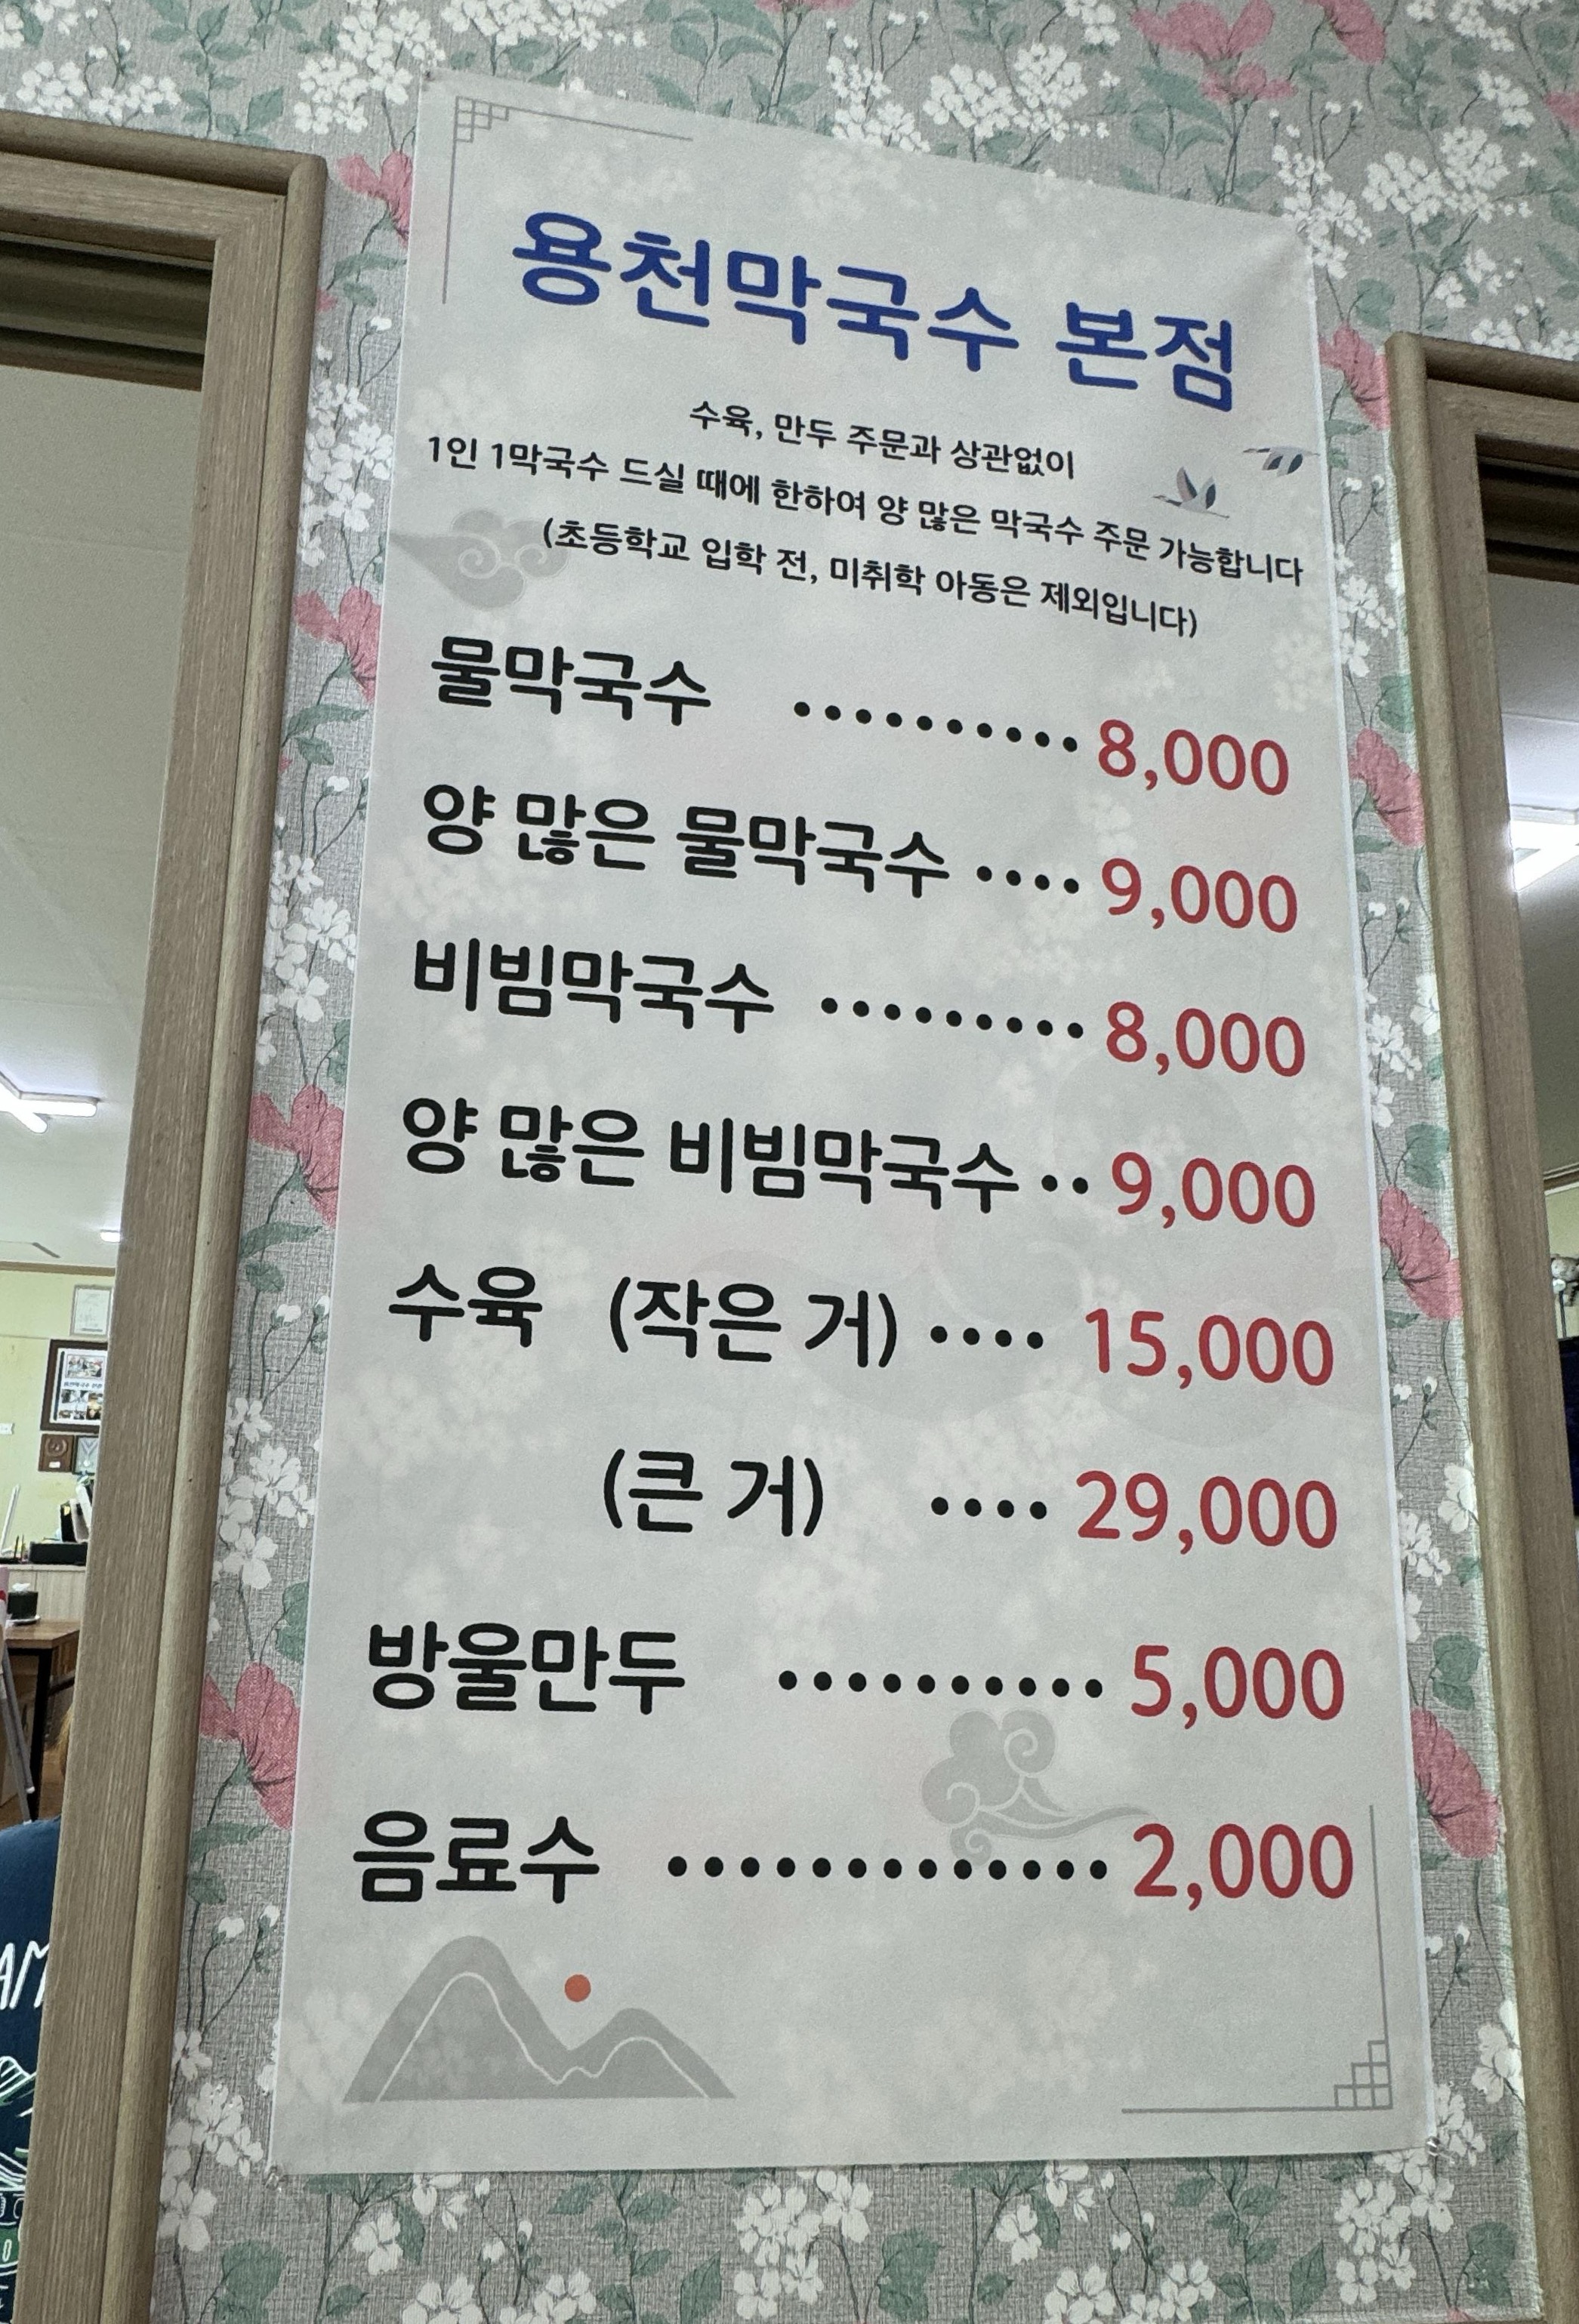 용천막국수 본점
수육, 만두 주문과 상관없이
1인 1막국수 드실 때에 한하여 양 많은 막국수 주문 가능합니다
(초등학교 입학 전, 미취학 아동은 제외입니다)
물막국수 ·········· 8,000
양 많은 물막국수 ···· 9,000
비빔막국수 ········· 8,000
양 많은 비빔막국수 ·· 9,000
수육 (작은 거) ···· 15,000
(큰 거) ···· 29,000
방울만두 ·········· 5,000
음료수 ············· 2,000